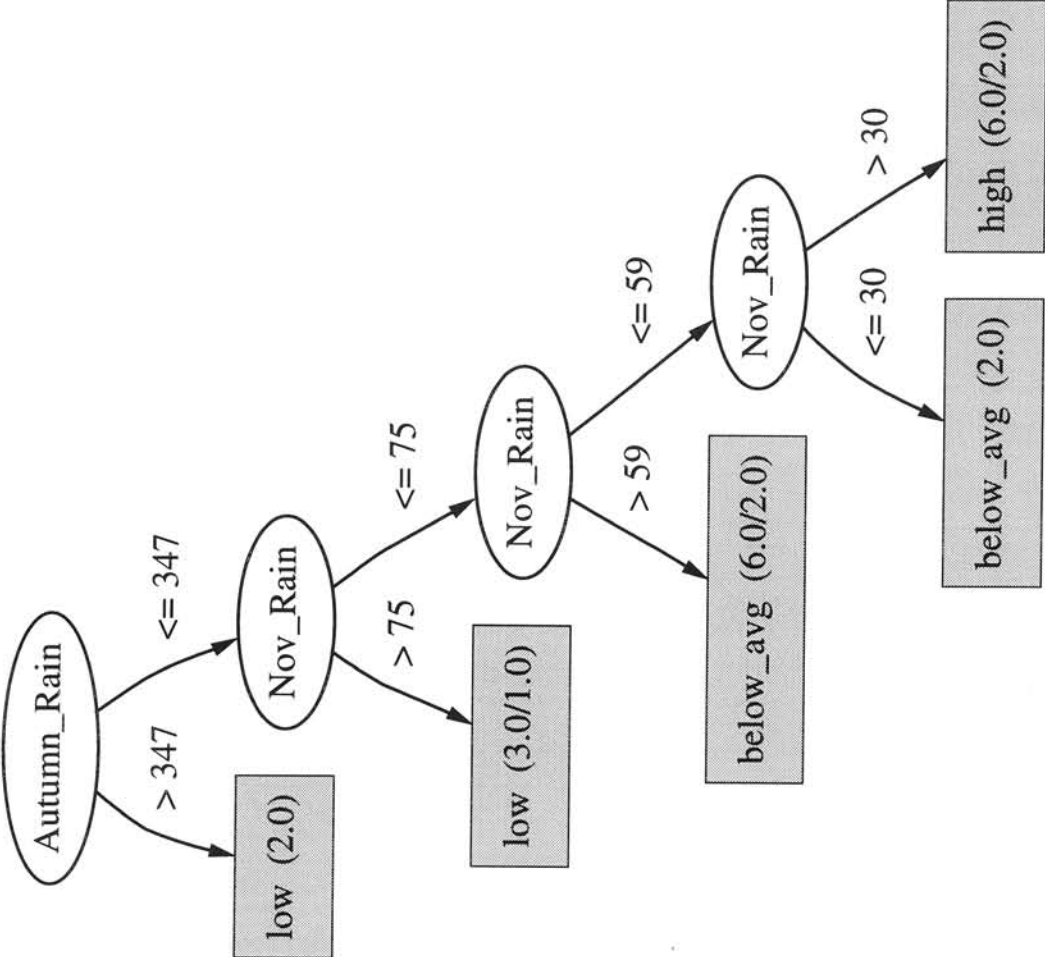 Autumn_Rain
> 347
<= 347
low (2.0)
Nov_Rain
> 75
<= 75
low (3.0/1.0)
Nov_Rain
> 59
<= 59
below_avg (6.0/2.0)
Nov_Rain
<= 30
> 30
below_avg (2.0)
high (6.0/2.0)